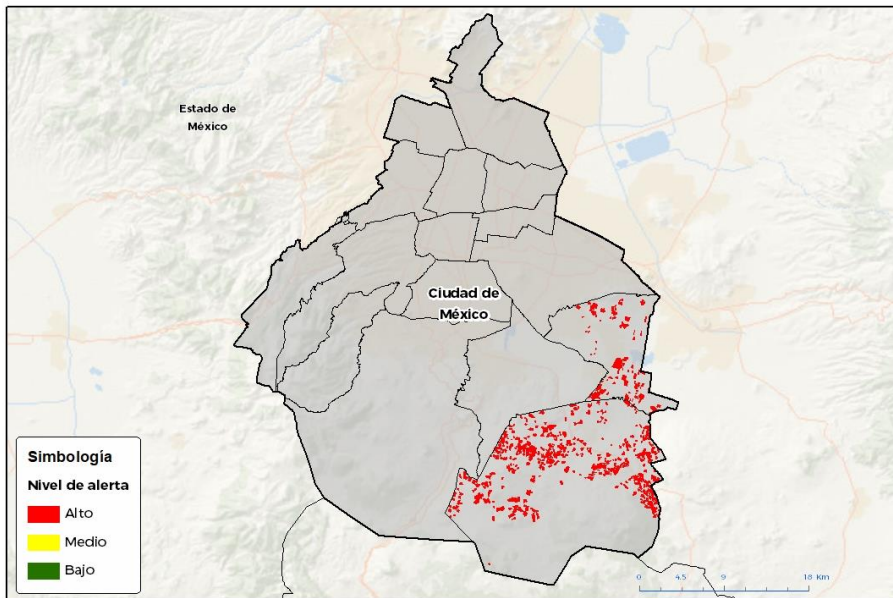 Estado de
México
Ciudad de
México
Simbología
Nivel de alerta
Alto
Medio
Bajo
0 4.5 9 18 km